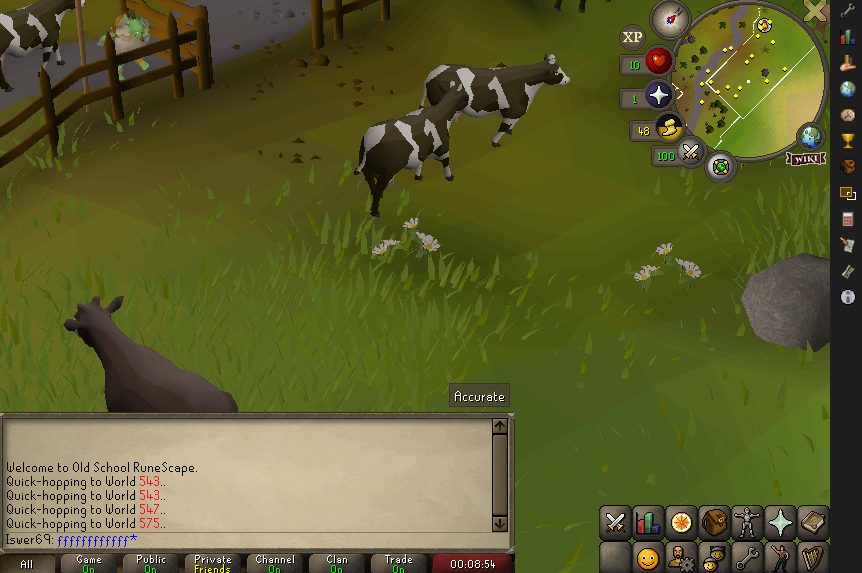 XP
10
1
48
100
WIKI
Accurate
Welcome to Old School RuneScape.
Quick-hopping to World 543..
Quick-hopping to World 543..
Quick-hopping to World 547..
Quick-hopping to World 575..
Iswer69: ffffffffffff*
All
Game
On
Public
On
Private
Friends
Channel
On
Clan
On
Trade
On
00:08:54